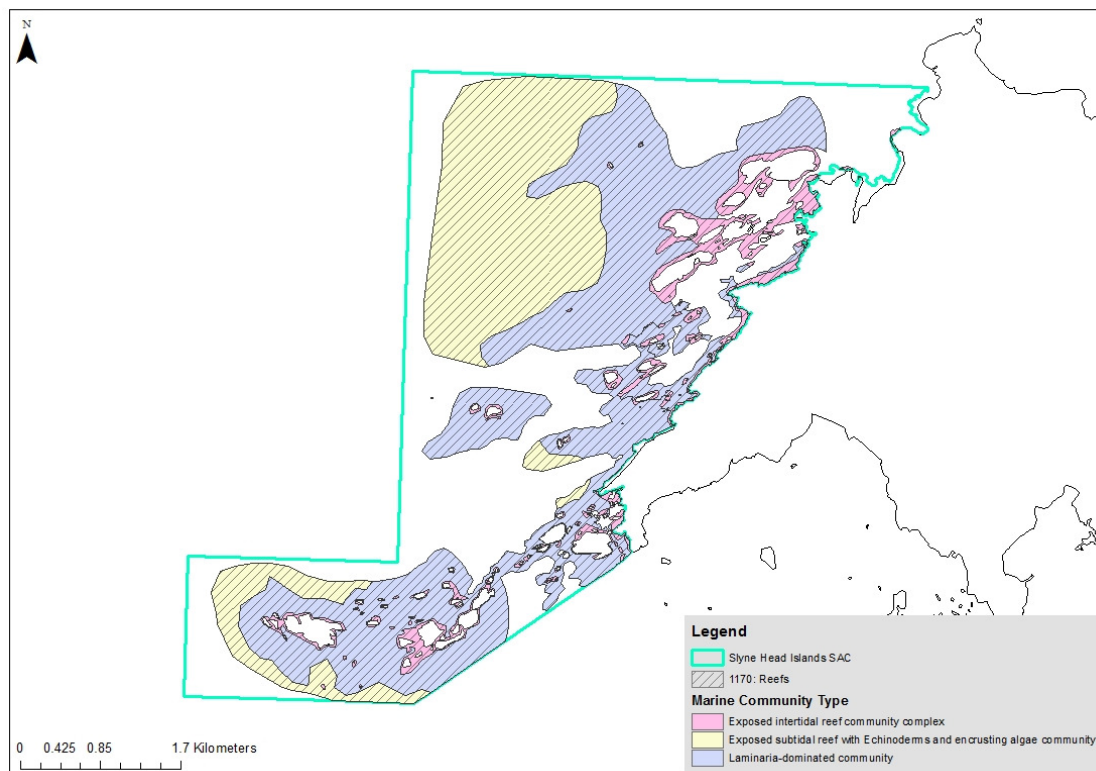 N
Legend
Slyne Head Islands SAC
1170: Reefs
Marine Community Type
Exposed intertidal reef community complex
Exposed subtidal reef with Echinoderms and encrusting algae community
Laminaria-dominated community
0 0.425 0.85 1.7 Kilometers